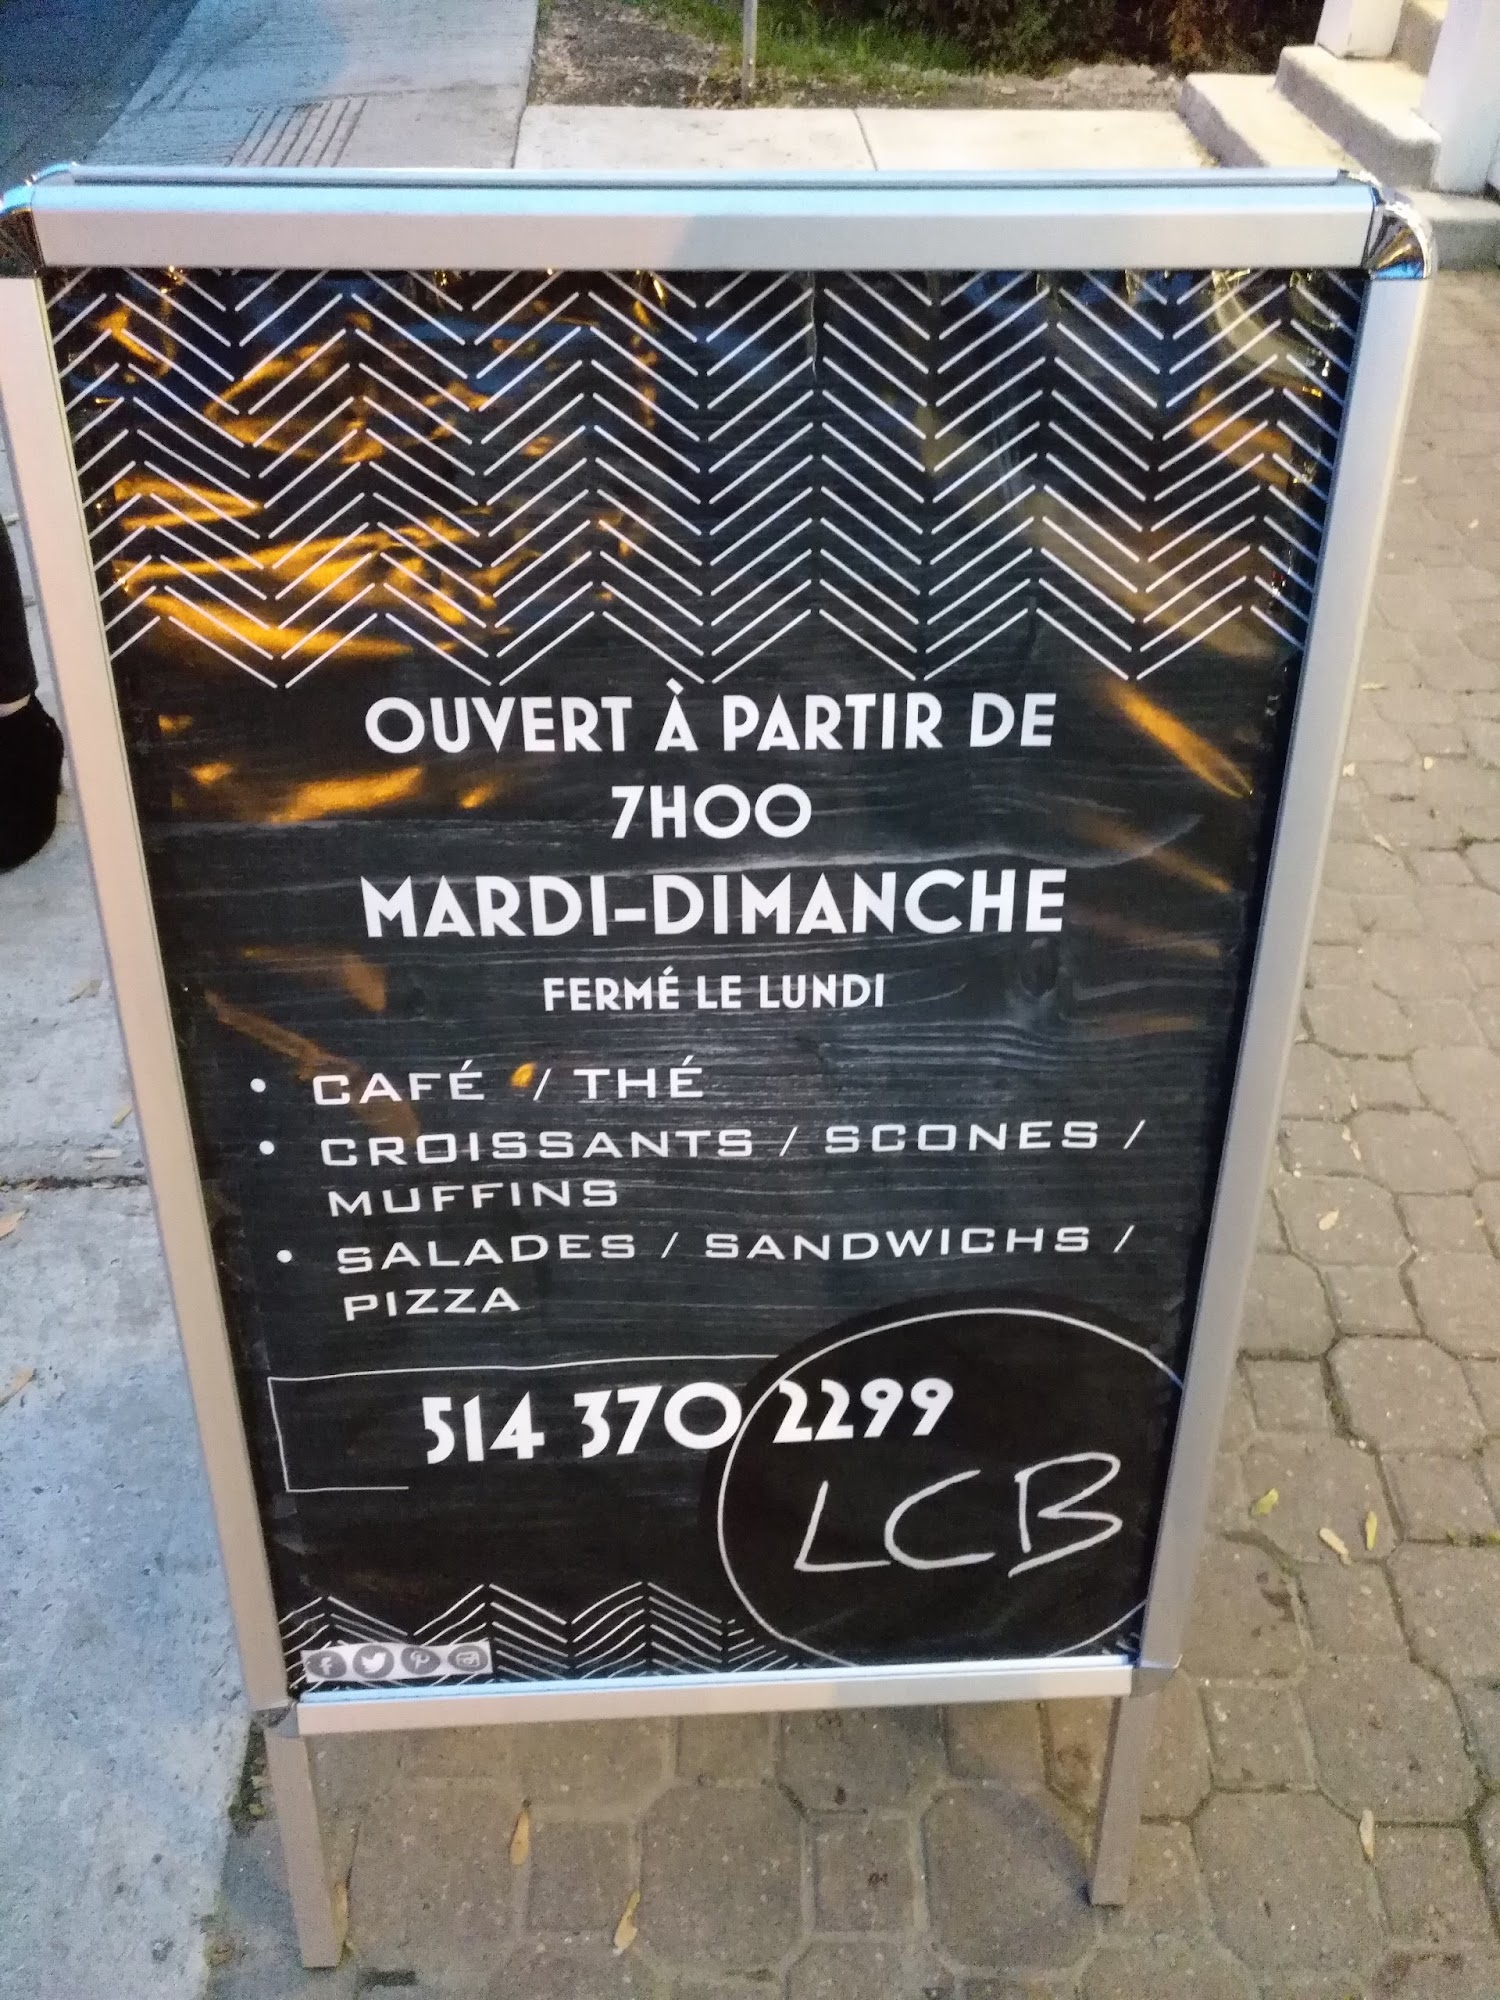 OUVERT À PARTIR DE
7H00
MARDI-DIMANCHE
FERMÉ LE LUNDI
• CAFÉ / THÉ
• CROISSANTS / SCONES /
MUFFINS
• SALADES / SANDWICHS /
PIZZA
514 370 2299
LCB